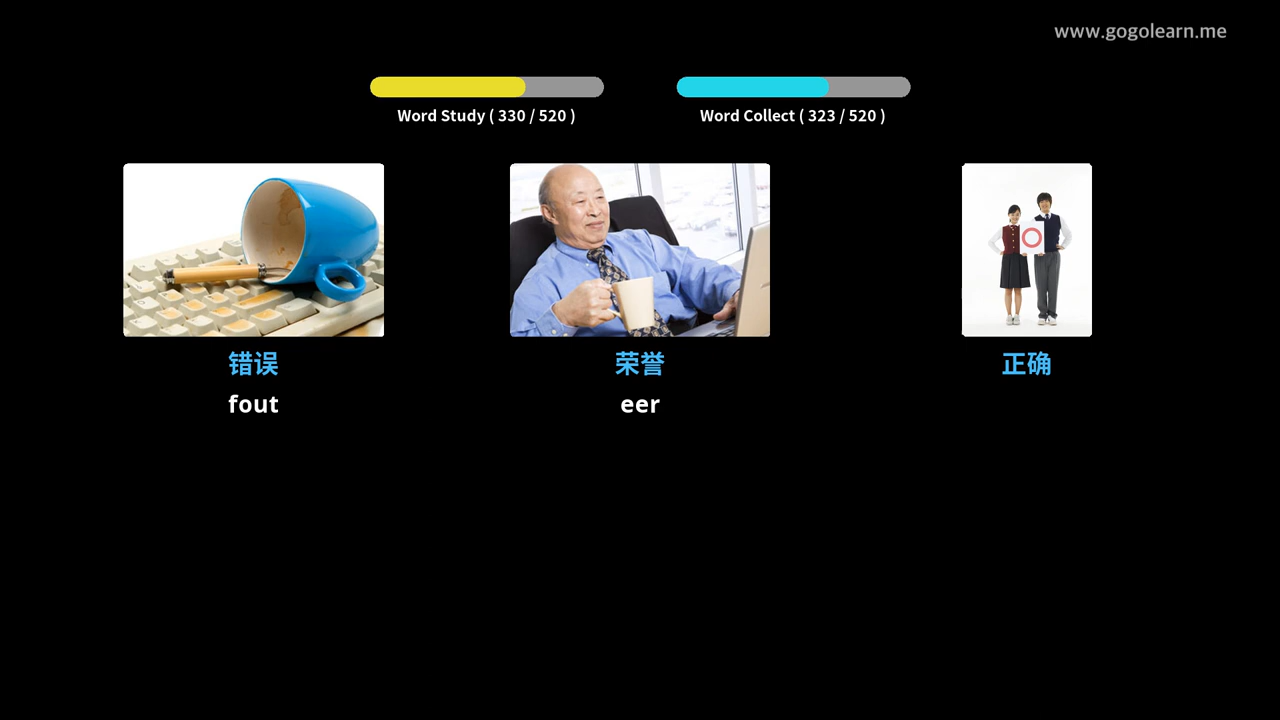 www.gogolearn.me
Word Study ( 330 / 520 )
Word Collect ( 323 / 520 )
错误
荣誉
正确
fout
eer